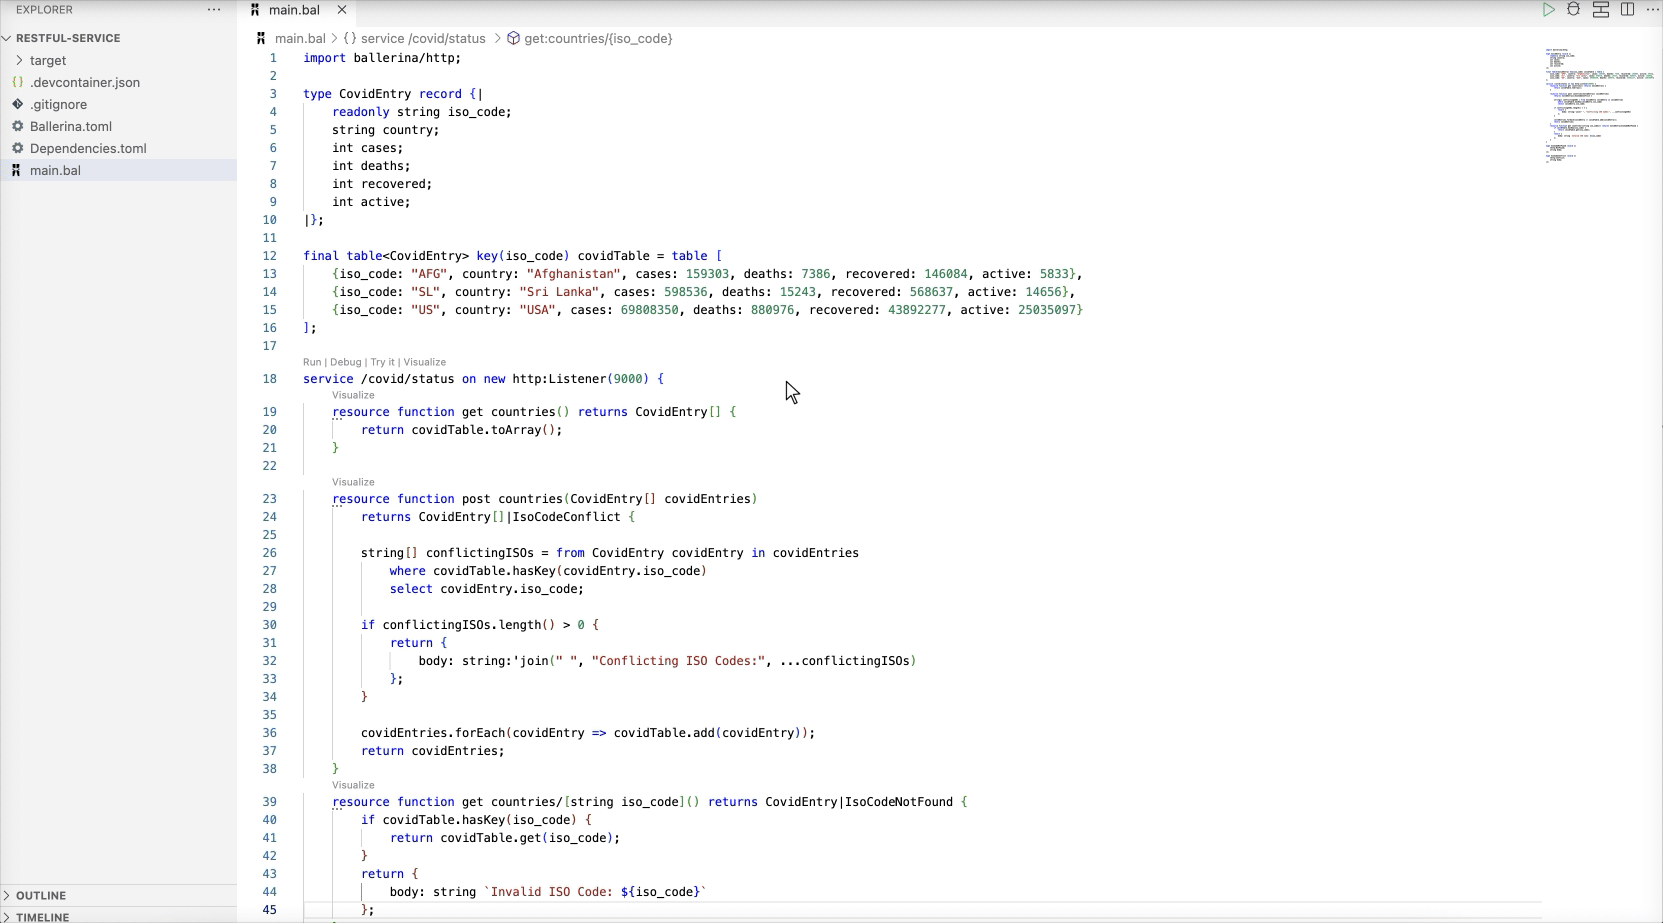 EXPLORER
RESTFUL-SERVICE
target
.devcontainer.json
.gitignore
Ballerina.toml
Dependencies.toml
main.bal
OUTLINE
TIMELINE
main.bal
main.bal > {} service /covid/status > get:countries/{iso_code}
1 import ballerina/http;
2
3 type CovidEntry record {|
4 readonly string iso_code;
5 string country;
6 int cases;
7 int deaths;
8 int recovered;
9 int active;
10 |};
11
12 final table<CovidEntry> key(iso_code) covidTable = table [
13 {iso_code: "AFG", country: "Afghanistan", cases: 159303, deaths: 7386, recovered: 146084, active: 5833},
14 {iso_code: "SL", country: "Sri Lanka", cases: 598536, deaths: 15243, recovered: 568637, active: 14656},
15 {iso_code: "US", country: "USA", cases: 69808350, deaths: 880976, recovered: 43892277, active: 25035097}
16 ];
17
Run | Debug | Try it | Visualize
18 service /covid/status on new http:Listener(9000) {
Visualize
19 resource function get countries() returns CovidEntry[] {
20 return covidTable.toArray();
21 }
22
Visualize
23 resource function post countries(CovidEntry[] covidEntries)
24 returns CovidEntry[]|IsoCodeConflict {
25
26 string[] conflictingISOs = from CovidEntry covidEntry in covidEntries
27 where covidTable.hasKey(covidEntry.iso_code)
28 select covidEntry.iso_code;
29
30 if conflictingISOs.length() > 0 {
31 return {
32 body: string:'join(" ", "Conflicting ISO Codes:", ...conflictingISOs)
33 };
34 }
35
36 covidEntries.forEach(covidEntry => covidTable.add(covidEntry));
37 return covidEntries;
38 }
Visualize
39 resource function get countries/[string iso_code]() returns CovidEntry|IsoCodeNotFound {
40 if covidTable.hasKey(iso_code) {
41 return covidTable.get(iso_code);
42 }
43 return {
44 body: string `Invalid ISO Code: ${iso_code}`
45 };